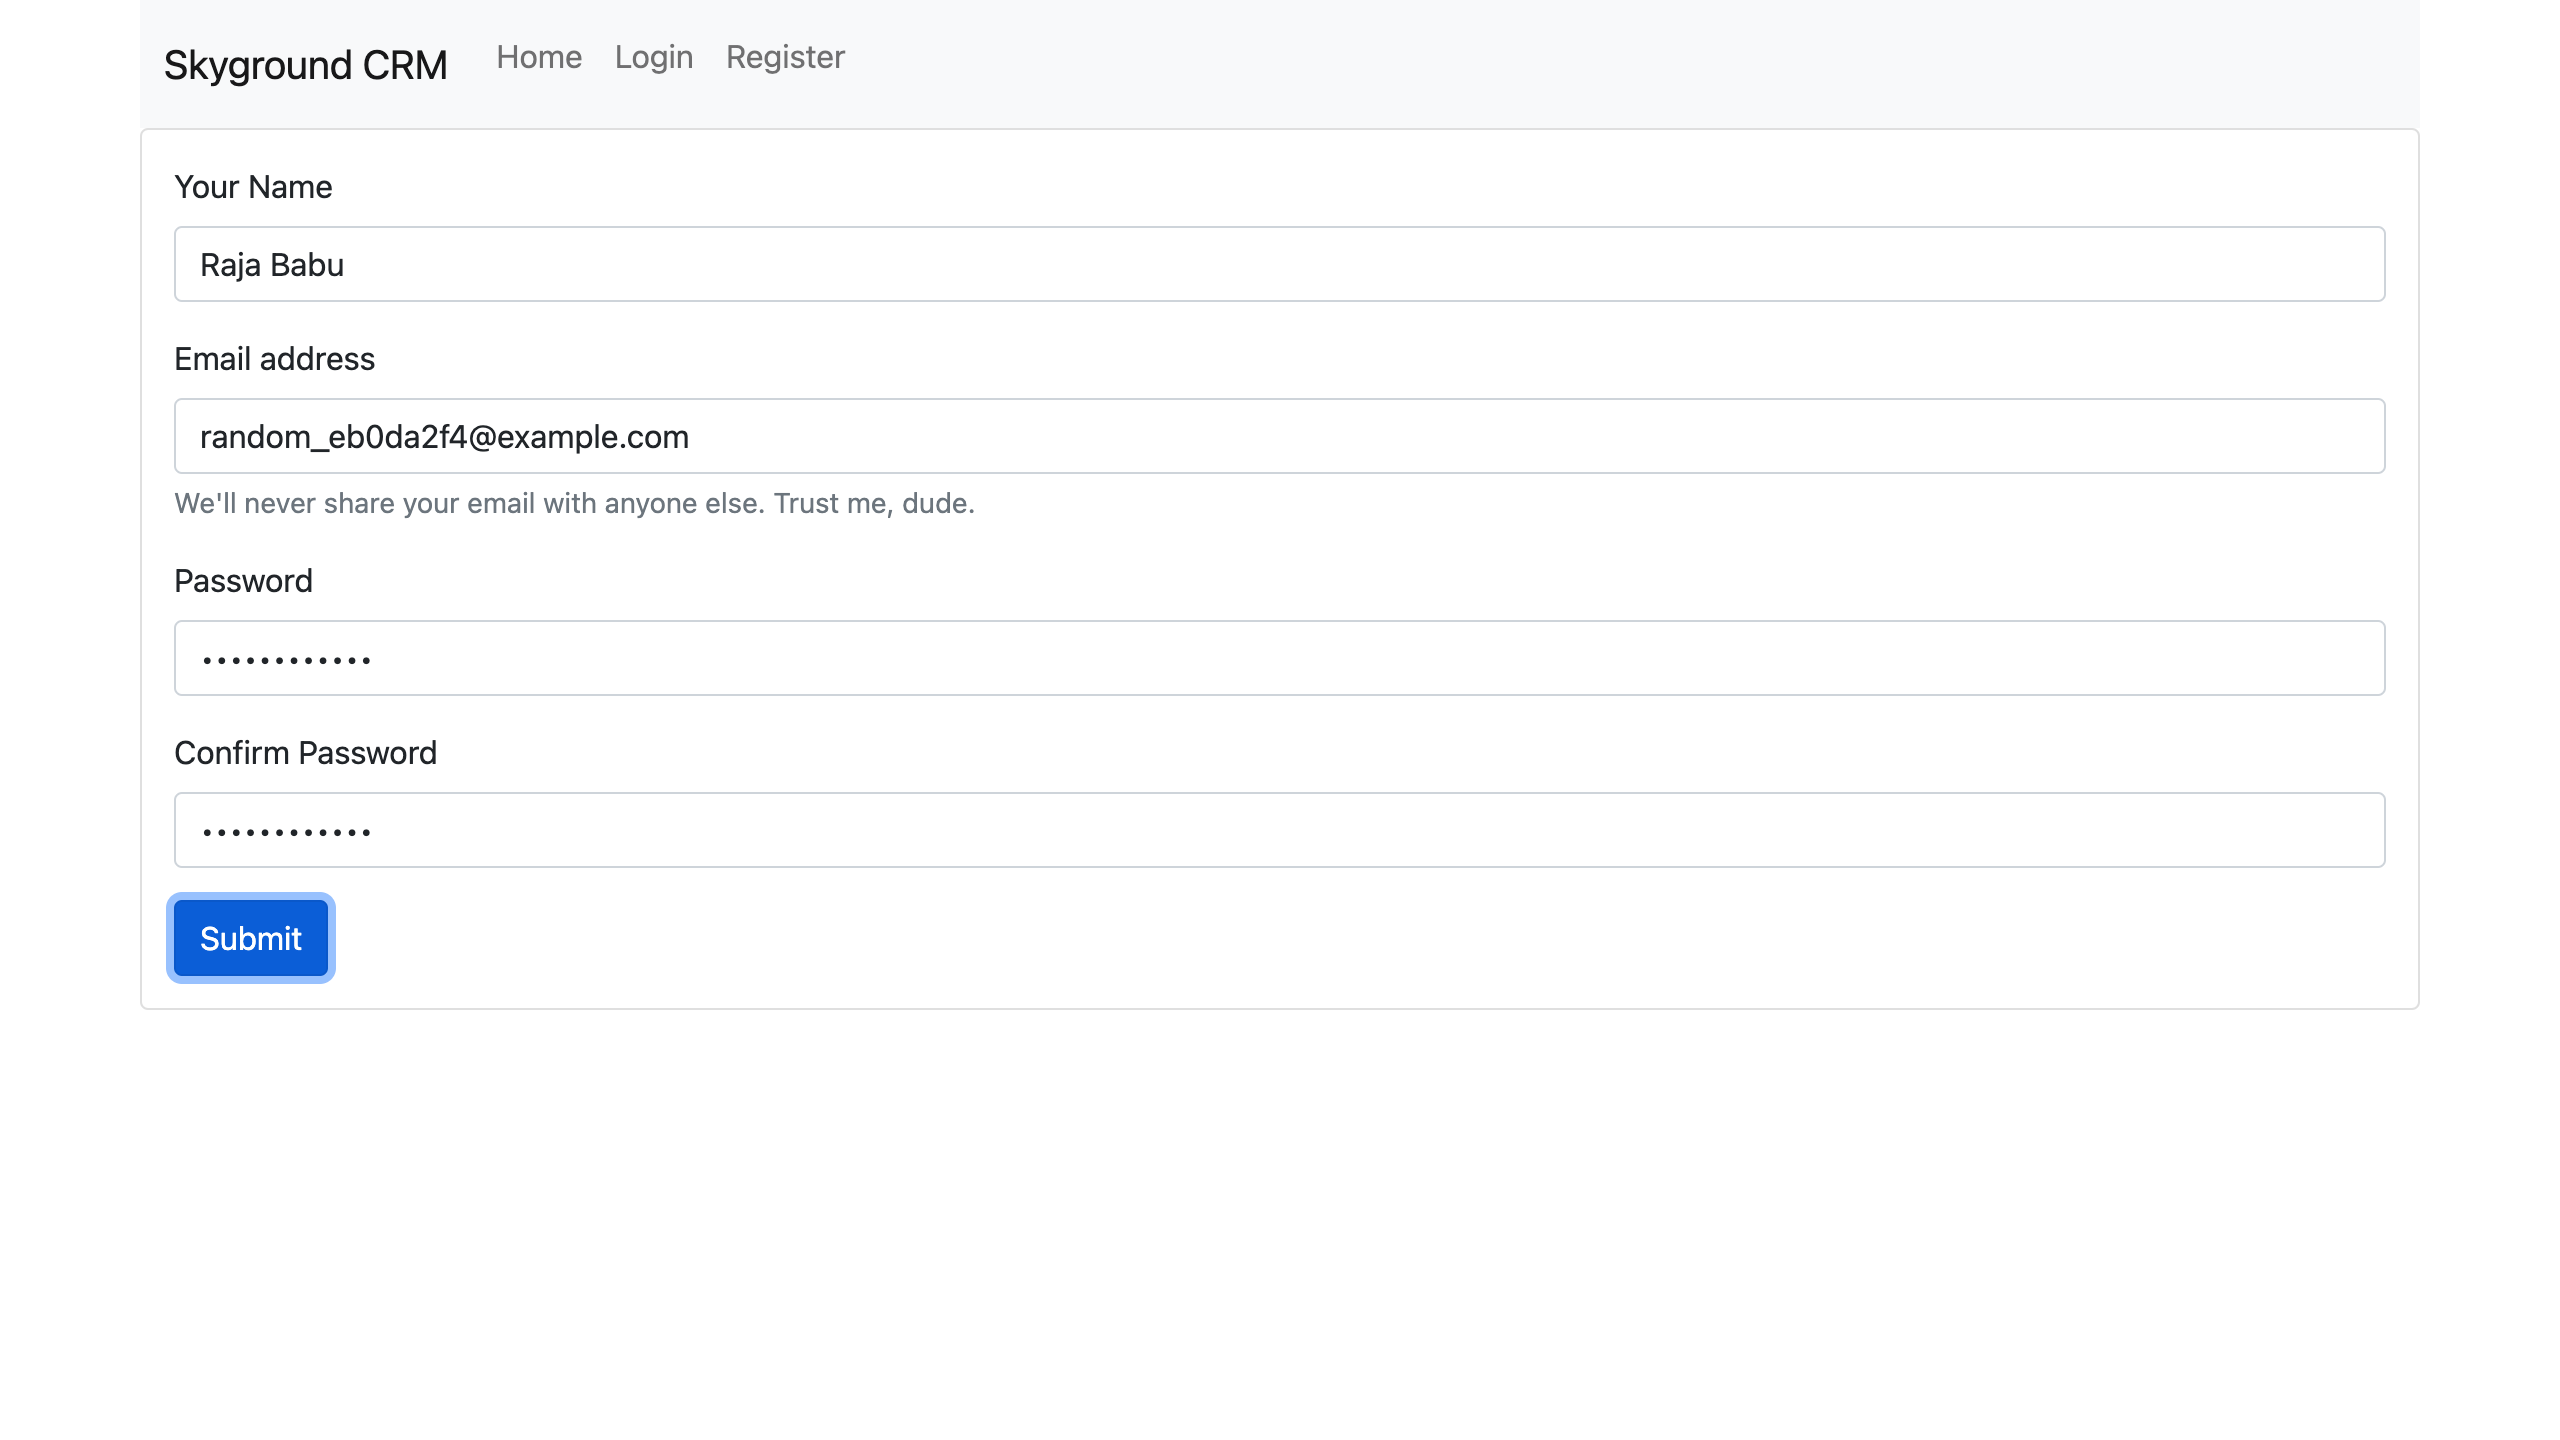 Skyground CRM Home Login Register
Your Name
Raja Babu
Email address
random_eb0da2f4@example.com
We'll never share your email with anyone else. Trust me, dude.
Password
••••••••••••
Confirm Password
••••••••••••
Submit